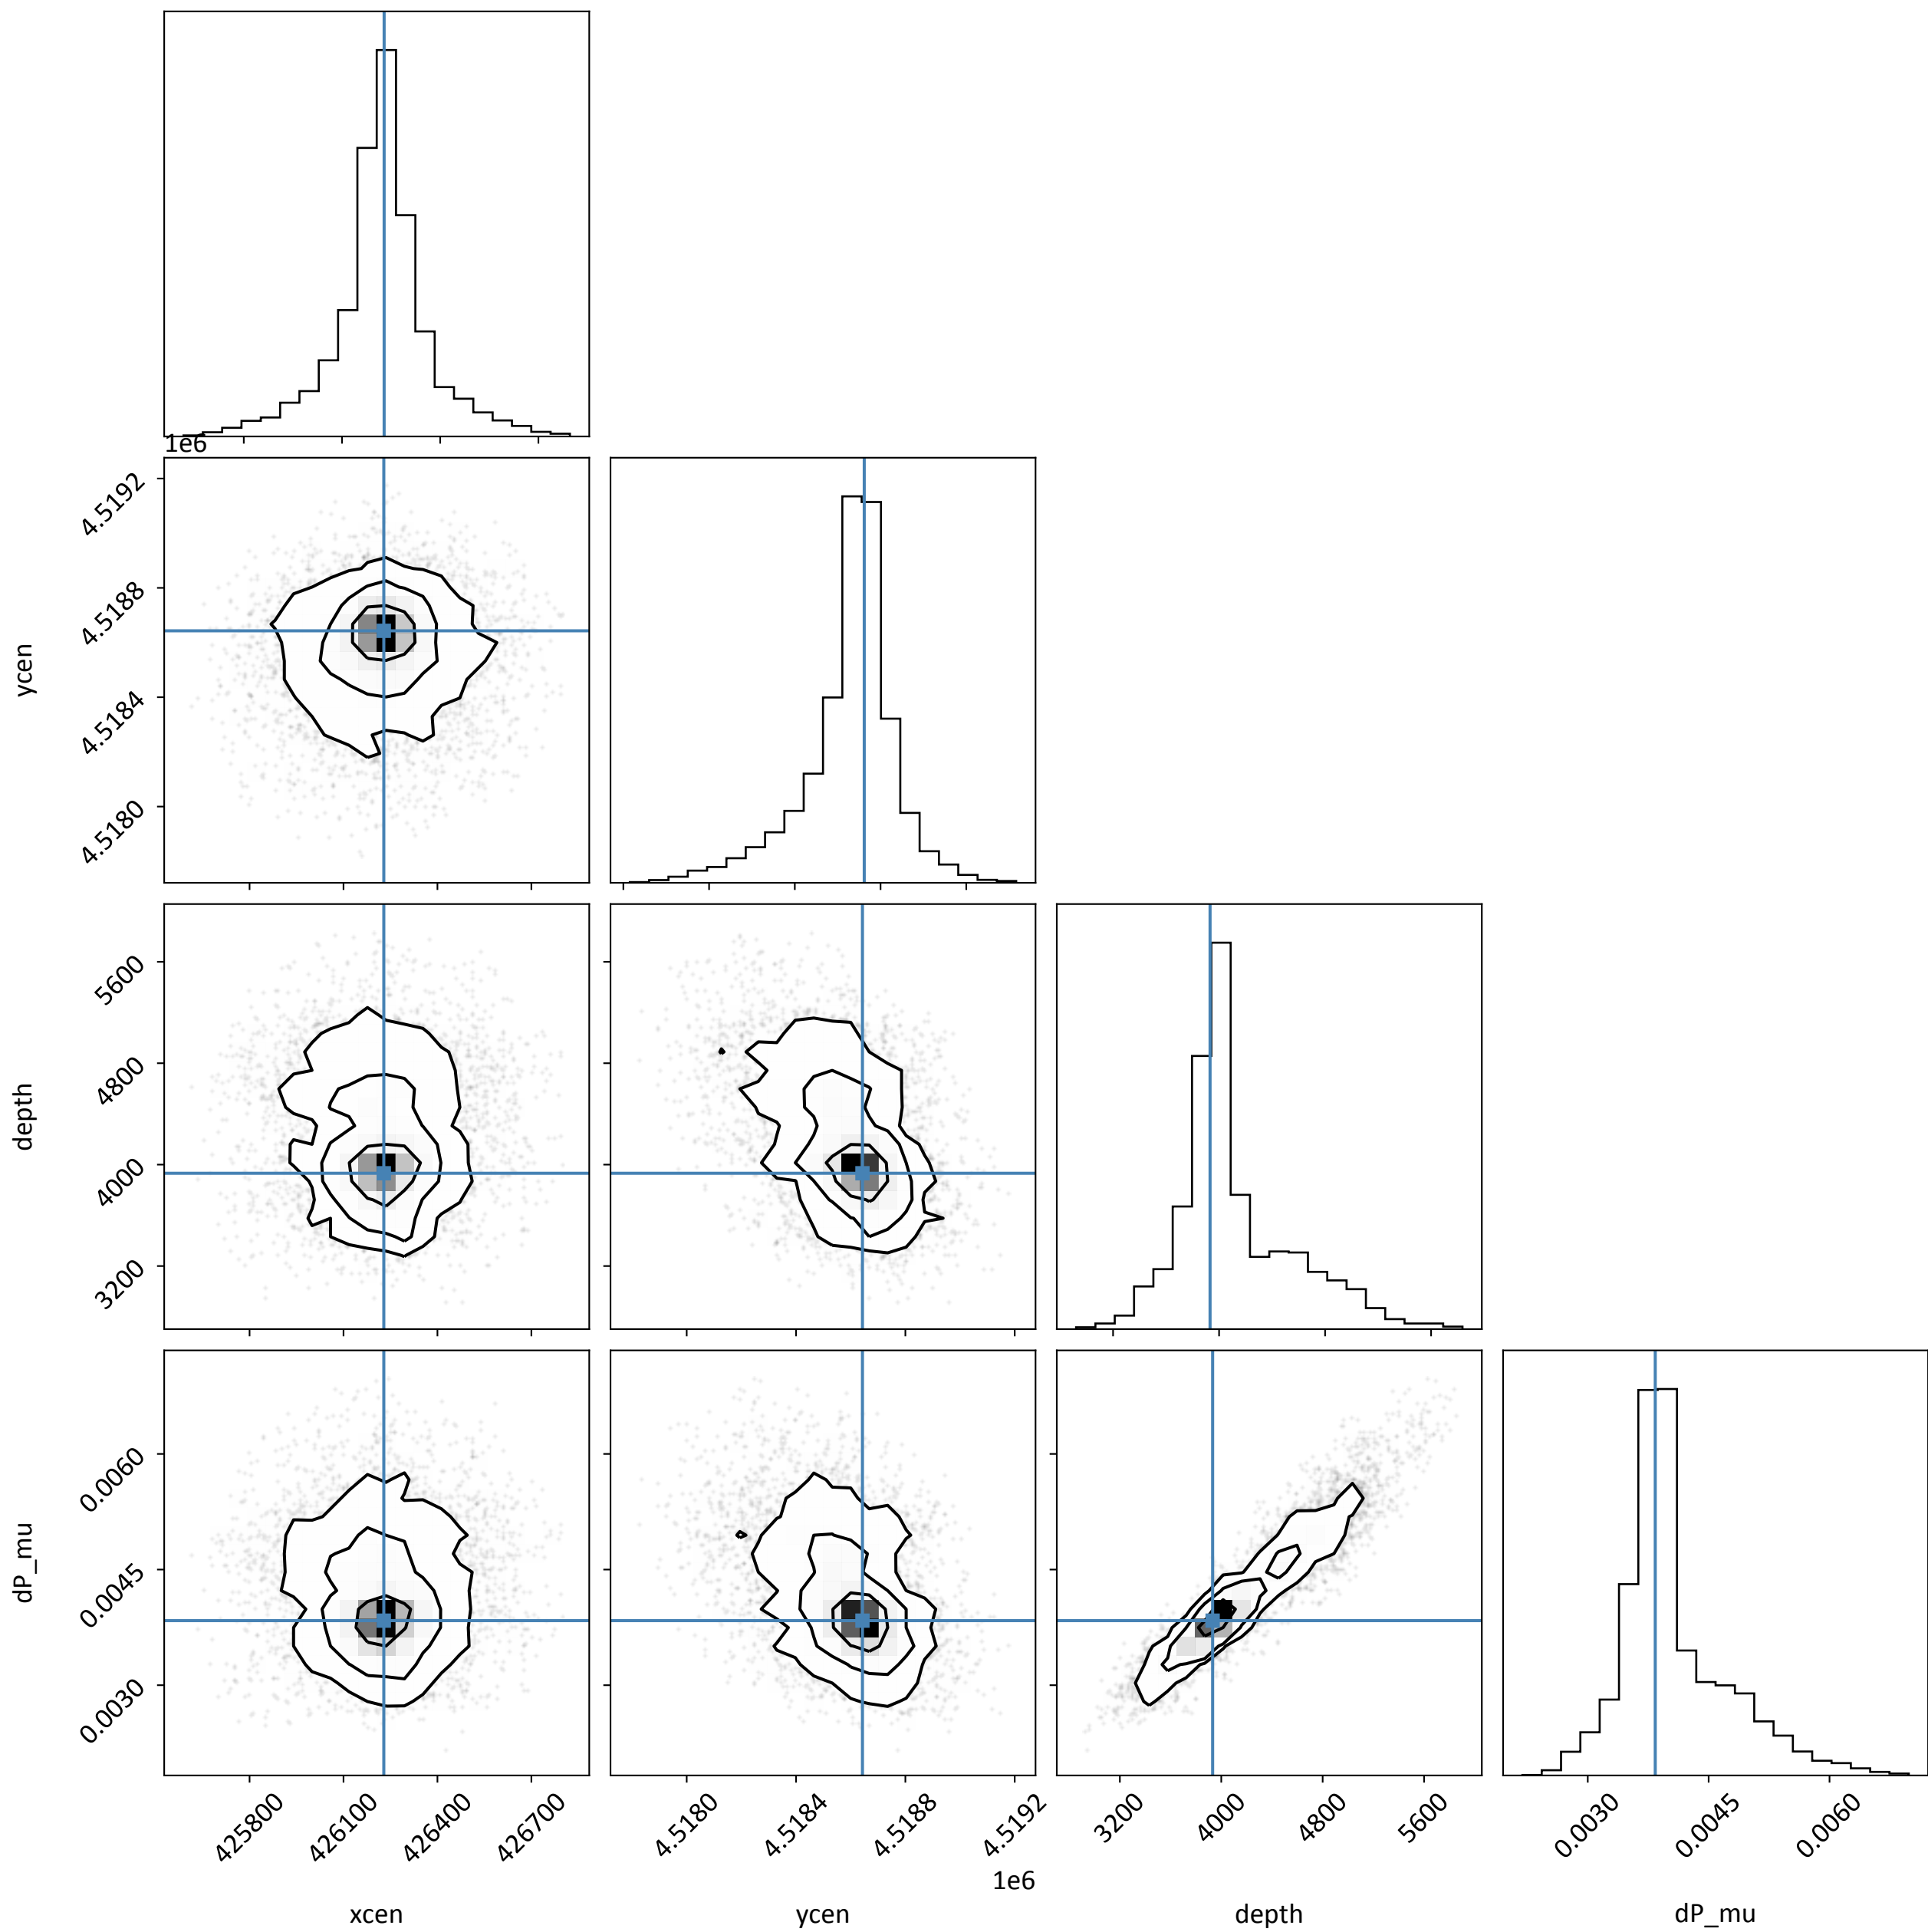 1e6
4.5192
4.5188
4.5184
4.5180
ycen
5600
4800
4000
3200
depth
0.0060
0.0045
0.0030
dP_mu
425800 426100 426400 426700
4.5180 4.5184 4.5188 4.5192
3200 4000 4800 5600
0.0030 0.0045 0.0060
1e6
xcen ycen depth dP_mu